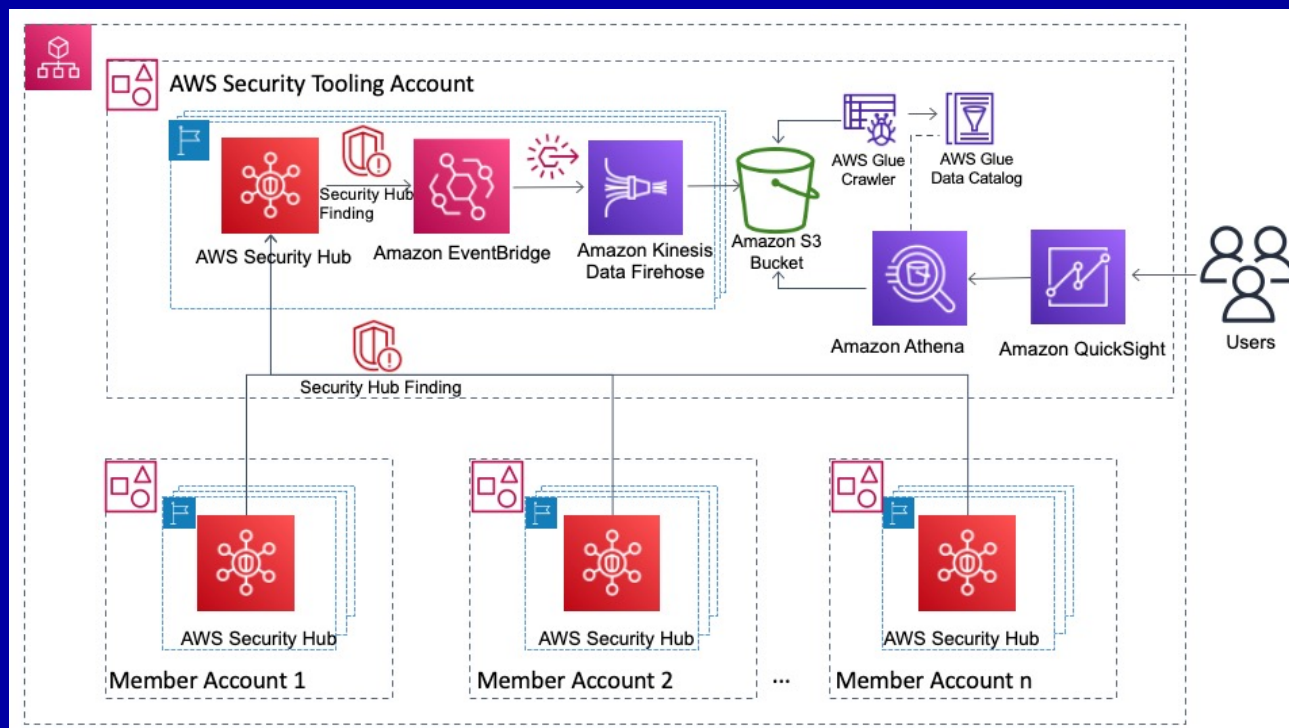 AWS Security Tooling Account
Security Hub
Finding
AWS Security Hub
Amazon EventBridge
Amazon Kinesis
Data Firehose
Amazon S3
Bucket
AWS Glue
Crawler
AWS Glue
Data Catalog
Amazon Athena
Amazon QuickSight
Users
Security Hub Finding
AWS Security Hub
Member Account 1
AWS Security Hub
Member Account 2
...
AWS Security Hub
Member Account n